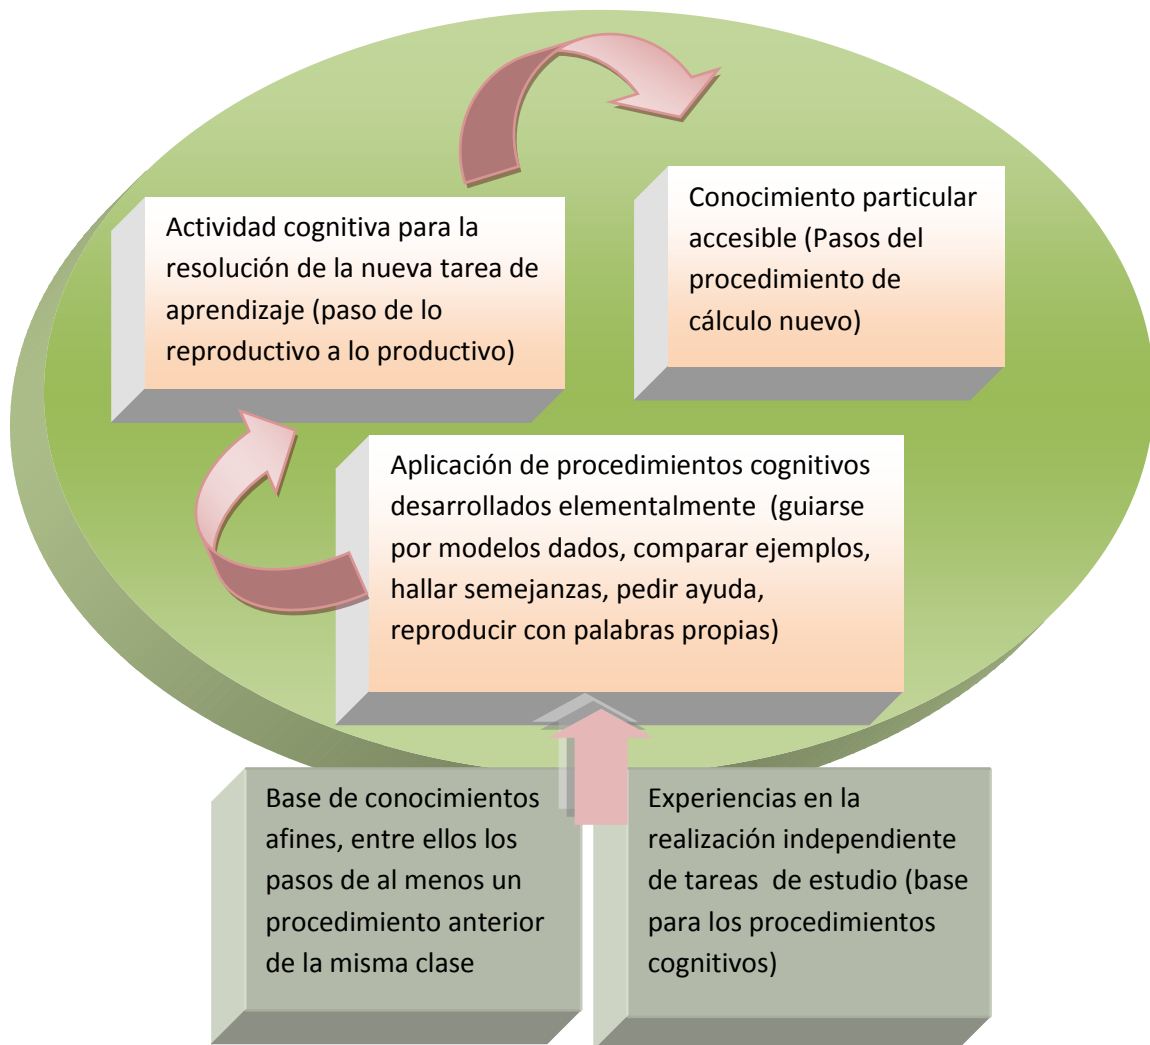 Actividad cognitiva para la
resolución de la nueva tarea de
aprendizaje (paso de lo
reproductivo a lo productivo)
Conocimiento particular
accesible (Pasos del
procedimiento de
cálculo nuevo)
Aplicación de procedimientos cognitivos
desarrollados elementalmente  (guiarse
por modelos dados, comparar ejemplos,
hallar semejanzas, pedir ayuda,
reproducir con palabras propias)
Base de conocimientos
afines, entre ellos los
pasos de al menos un
procedimiento anterior
de la misma clase
Experiencias en la
realización independiente
de tareas  de estudio (base
para los procedimientos
cognitivos)